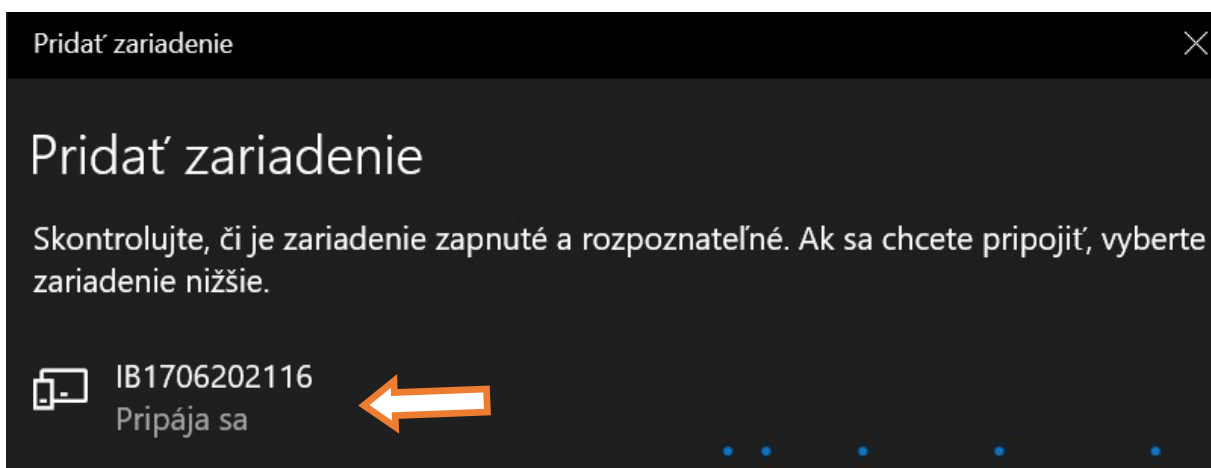 Pridať zariadenie
Pridať zariadenie
Skontrolujte, či je zariadenie zapnuté a rozpoznateľné. Ak sa chcete pripojiť, vyberte
zariadenie nižšie.
IB1706202116
Pripája sa